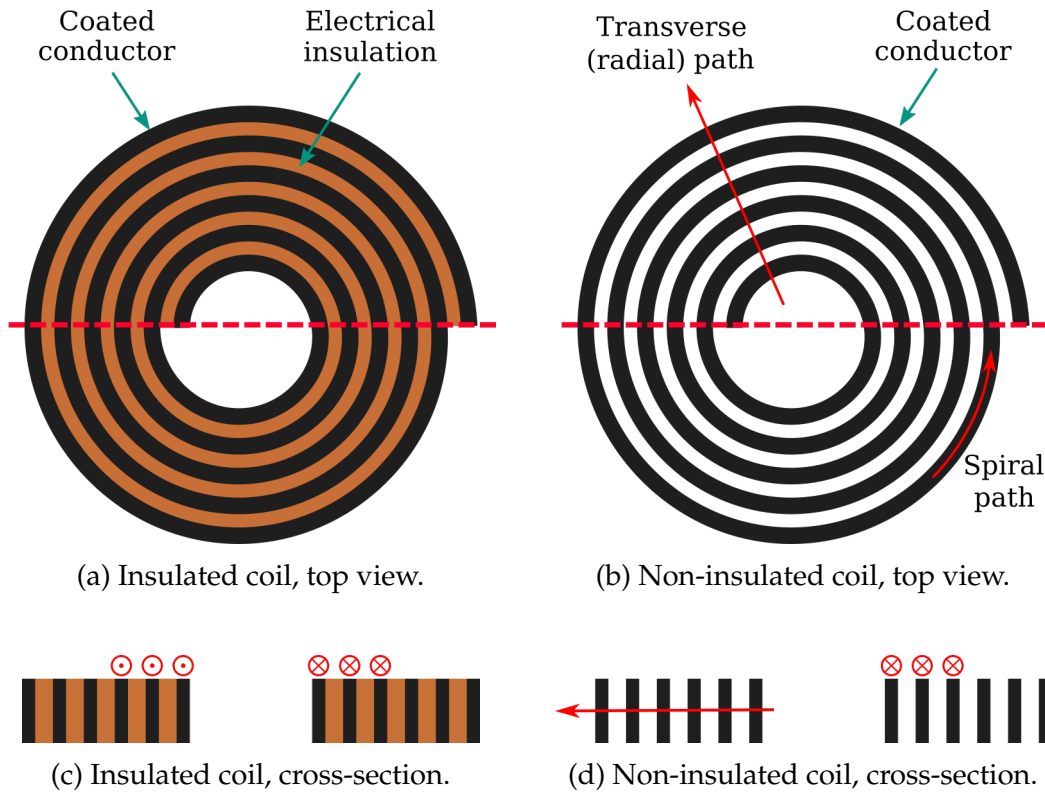 Coated
conductor
Electrical
insulation
Transverse
(radial) path
Coated
conductor
Spiral
path
(a) Insulated coil, top view.
(b) Non-insulated coil, top view.
(c) Insulated coil, cross-section.
(d) Non-insulated coil, cross-section.